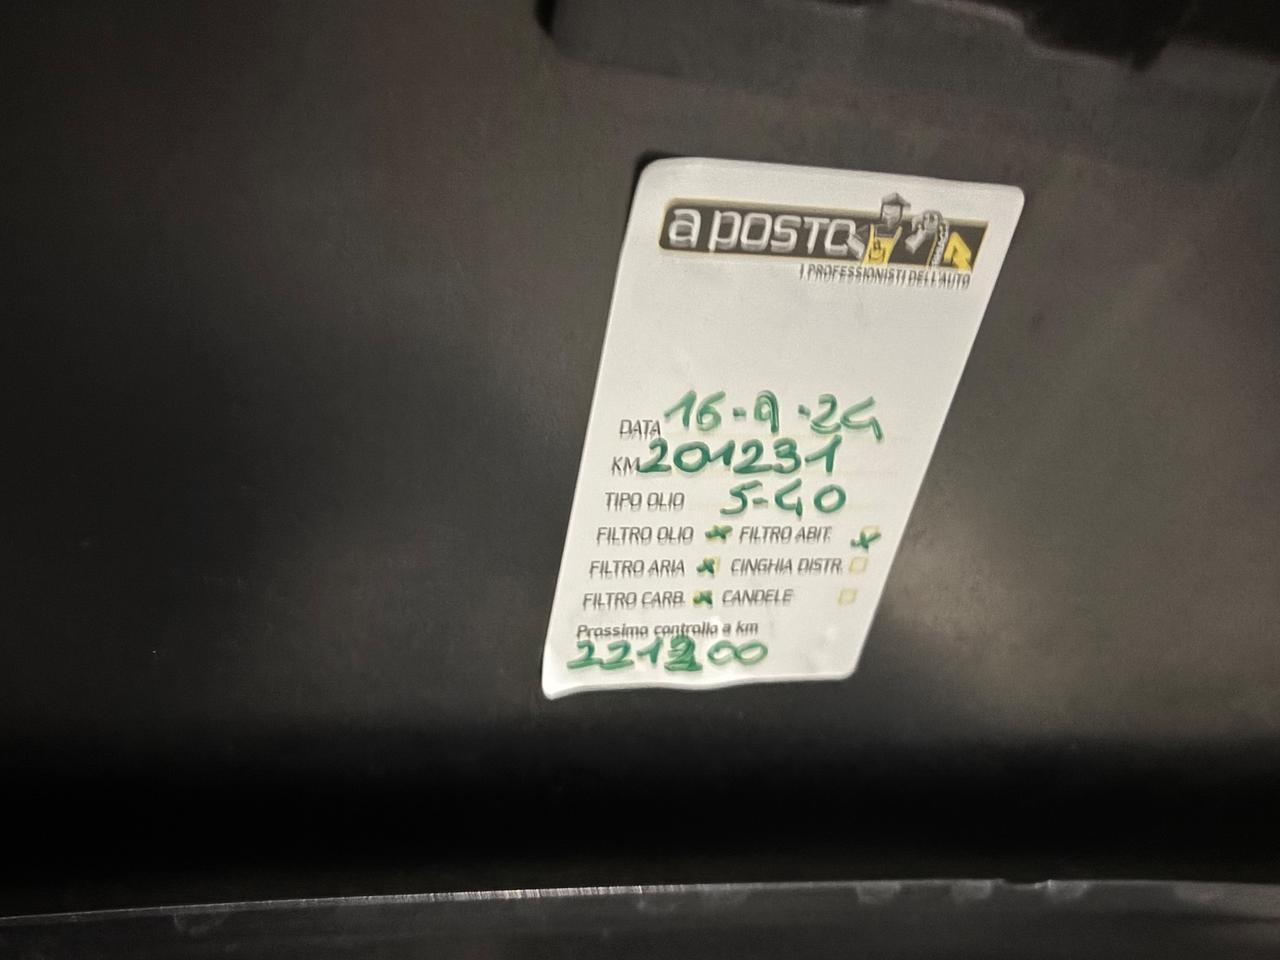 a POSTO
I PROFESSIONISTI DELL'AUTO
DATA 16-9-24
KM 201231
TIPO OLIO 5-40
FILTRO OLIO x FILTRO ABIT. x
FILTRO ARIA x CINGHIA DISTR.
FILTRO CARB. x CANDELE
Prossimo controllo a km
221200